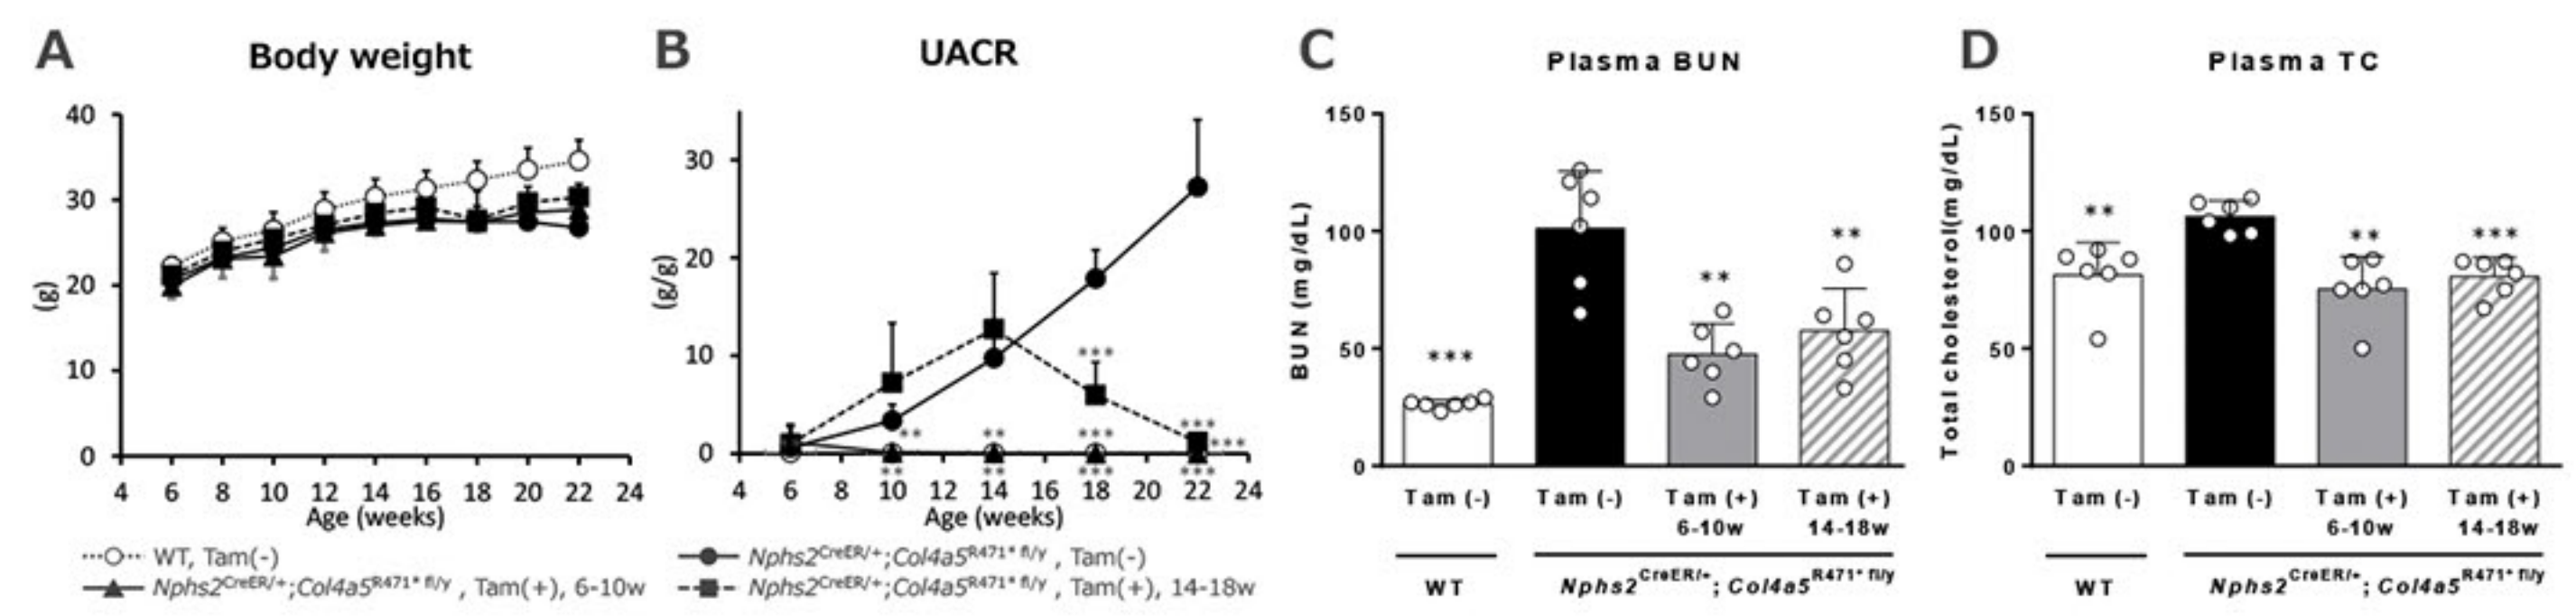 A Body weight
40
30
20
10
0
(g)
4 6 8 10 12 14 16 18 20 22 24
Age (weeks)
B UACR
30
20
10
0
(g/g)
***
***
***
** ** ***
** ** *** ***
4 6 8 10 12 14 16 18 20 22 24
Age (weeks)
WT, Tam(-)
Nphs2CreER/+;Col4a5R471* fl/y , Tam(+), 6-10w
Nphs2CreER/+;Col4a5R471* fl/y , Tam(-)
Nphs2CreER/+;Col4a5R471* fl/y , Tam(+), 14-18w
C Plasma BUN
150
100
50
0
BUN (mg/dL)
*** ** **
Tam (-) Tam (-) Tam (+) Tam (+)
6-10w 14-18w
WT Nphs2CreER/+; Col4a5R471* fl/y
D Plasma TC
150
100
50
0
Total cholesterol(mg/dL)
** ** ***
Tam (-) Tam (-) Tam (+) Tam (+)
6-10w 14-18w
WT Nphs2CreER/+; Col4a5R471* fl/y